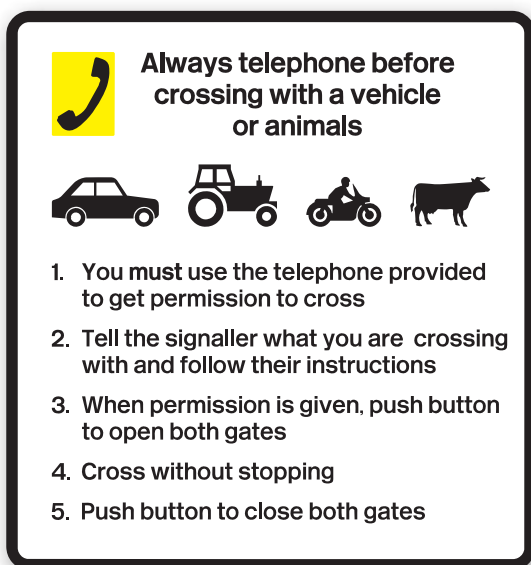 Always telephone before
crossing with a vehicle
or animals
1. You must use the telephone provided
to get permission to cross
2. Tell the signaller what you are crossing
with and follow their instructions
3. When permission is given, push button
to open both gates
4. Cross without stopping
5. Push button to close both gates